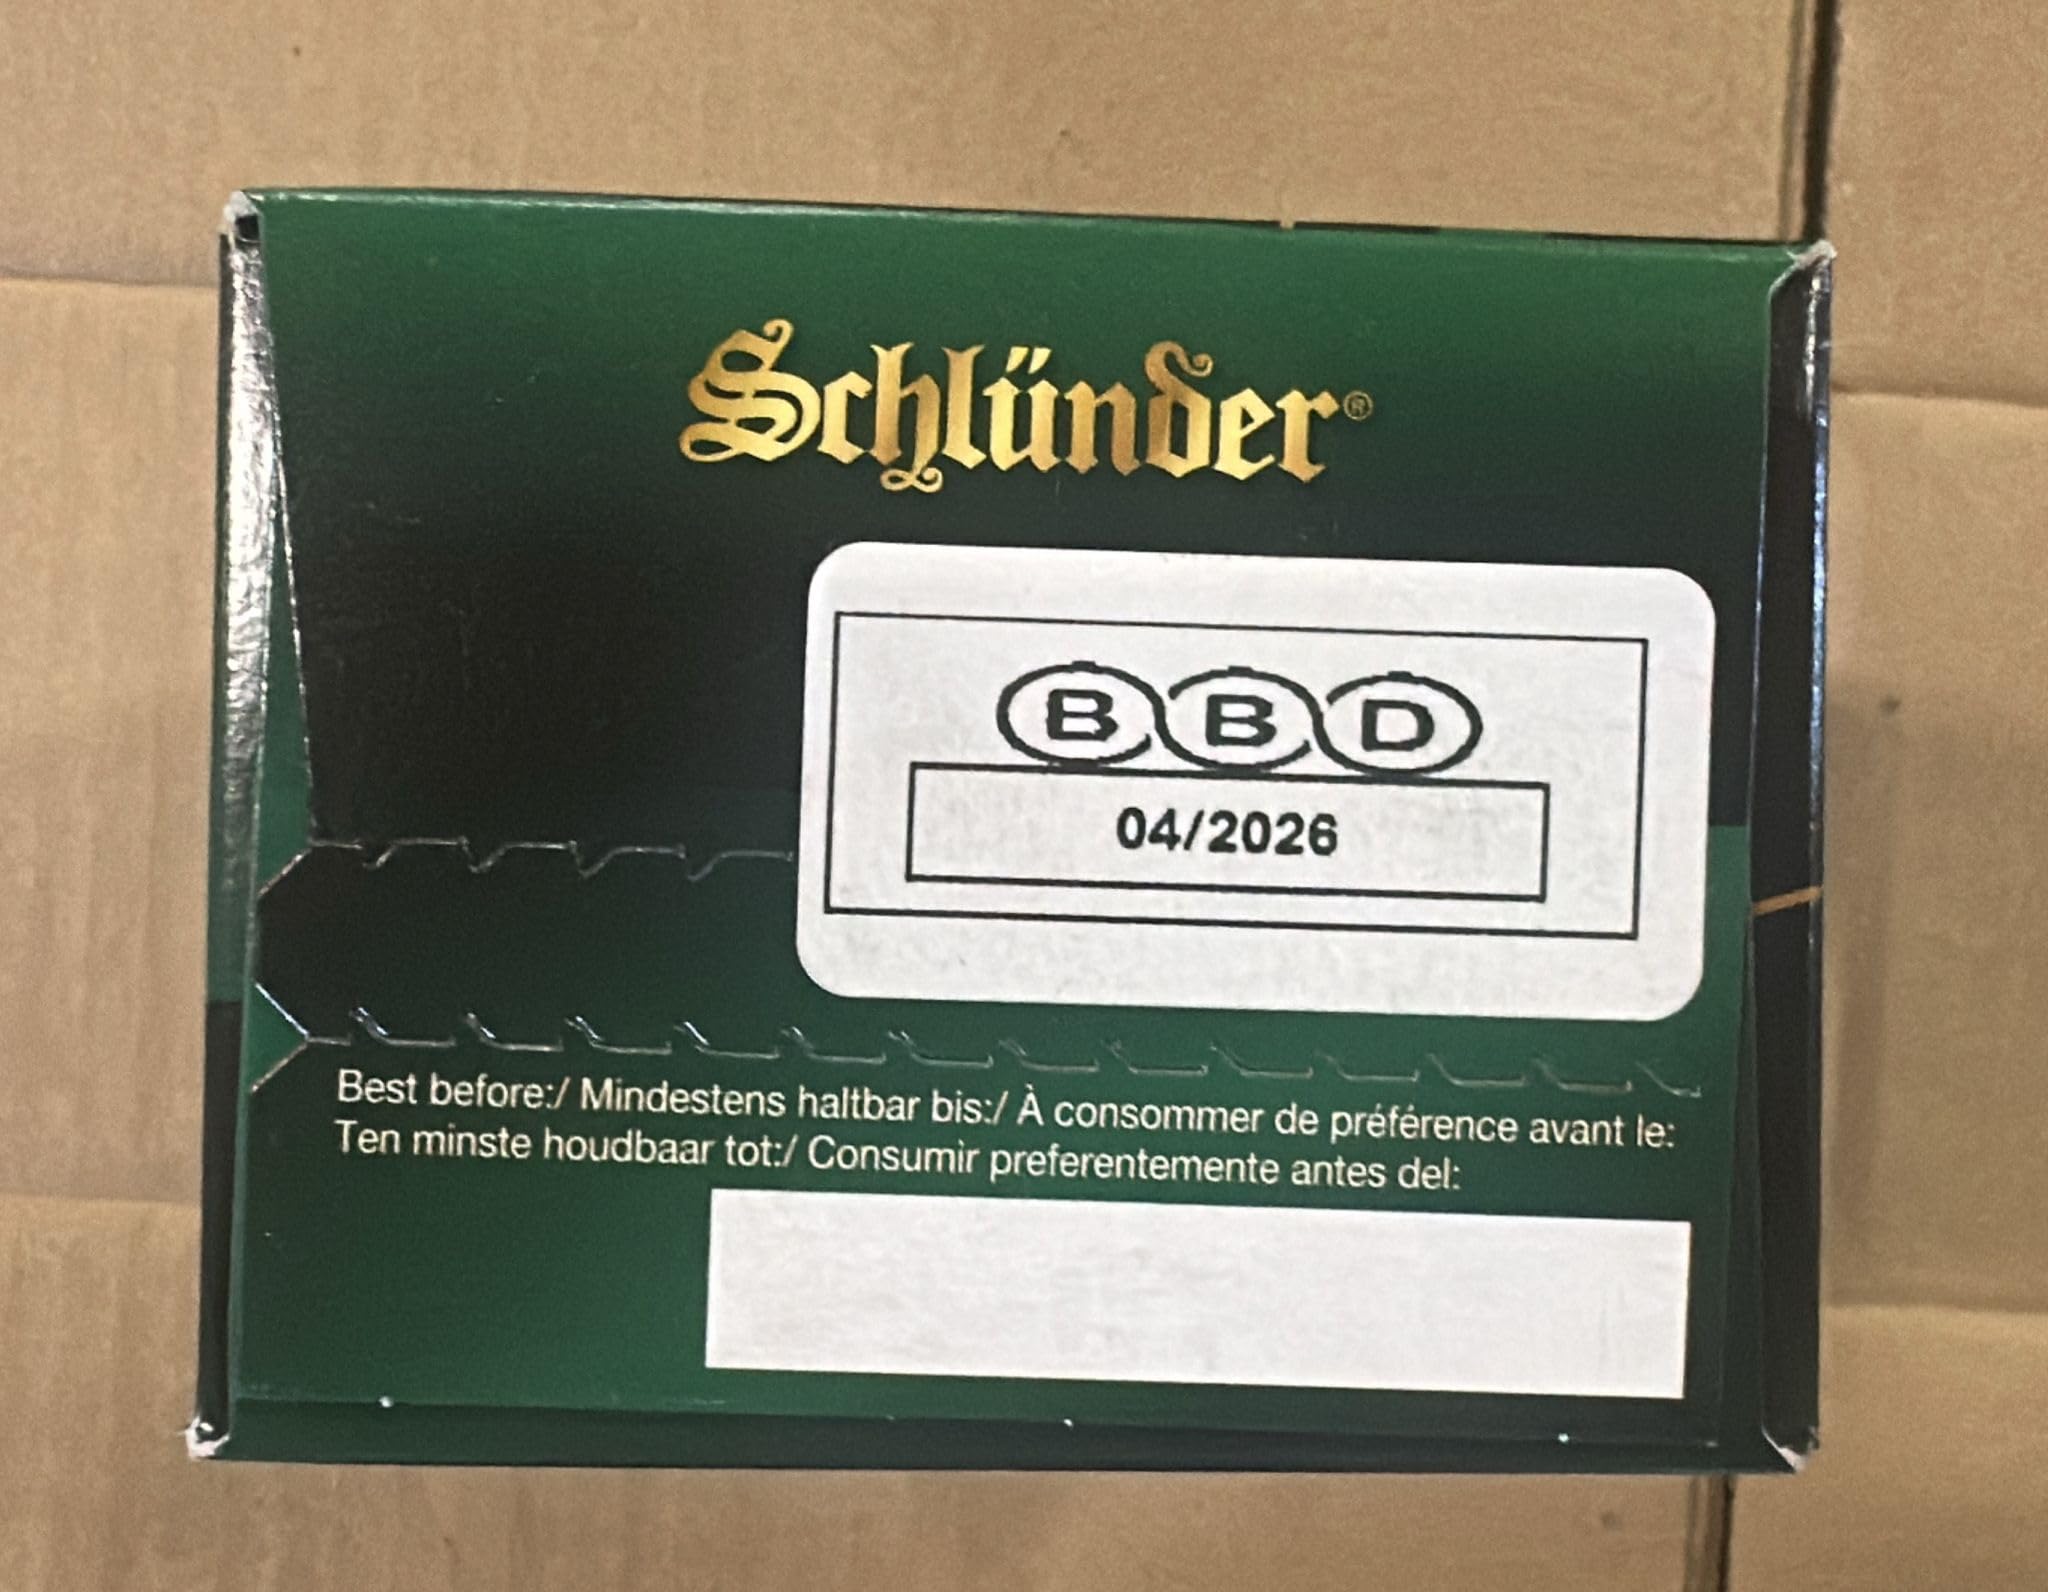 Schlünder®
BBD
04/2026
Best before:/ Mindestens haltbar bis:/ À consommer de préférence avant le:
Ten minste houdbaar tot:/ Consumir preferentemente antes del: